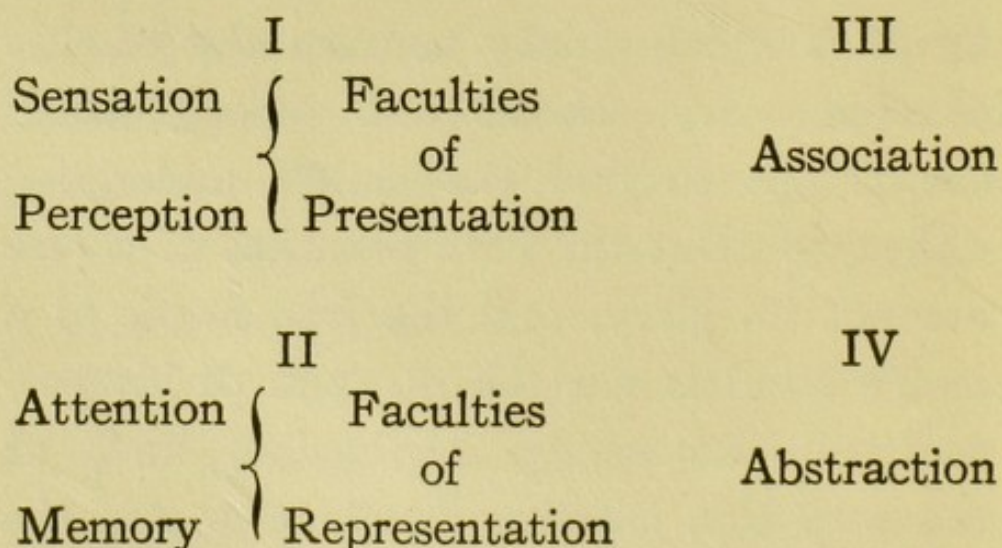 I III
Sensation { Faculties
of Association
Perception Presentation
II IV
Attention { Faculties
of Abstraction
Memory Representation